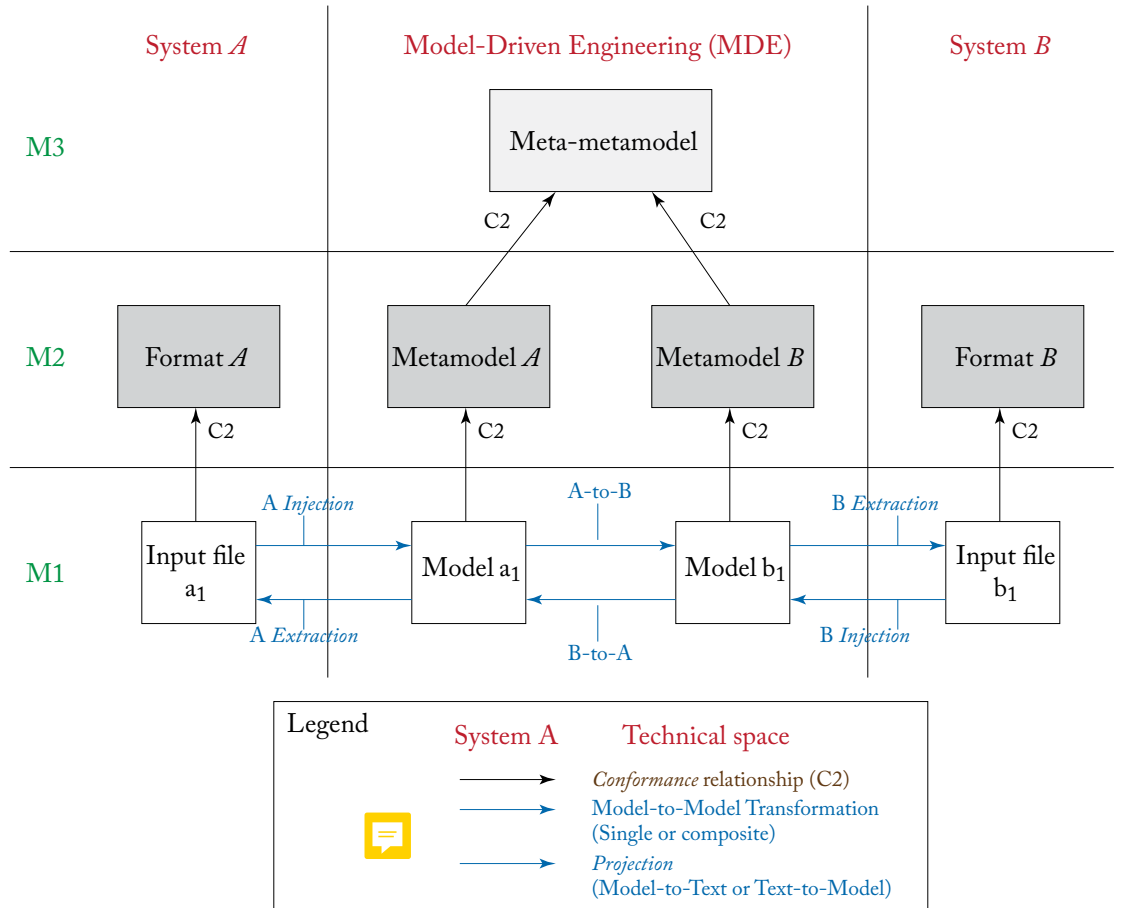 System A
Model-Driven Engineering (MDE)
System B
M3
Meta-metamodel
C2
C2
M2
Format A
Metamodel A
Metamodel B
Format B
C2
C2
C2
C2
A Injection
A-to-B
B Extraction
M1
Input file
a1
Model a1
Model b1
Input file
b1
A Extraction
B-to-A
B Injection
Legend
System A
Technical space
Conformance relationship (C2)
Model-to-Model Transformation
(Single or composite)
Projection
(Model-to-Text or Text-to-Model)